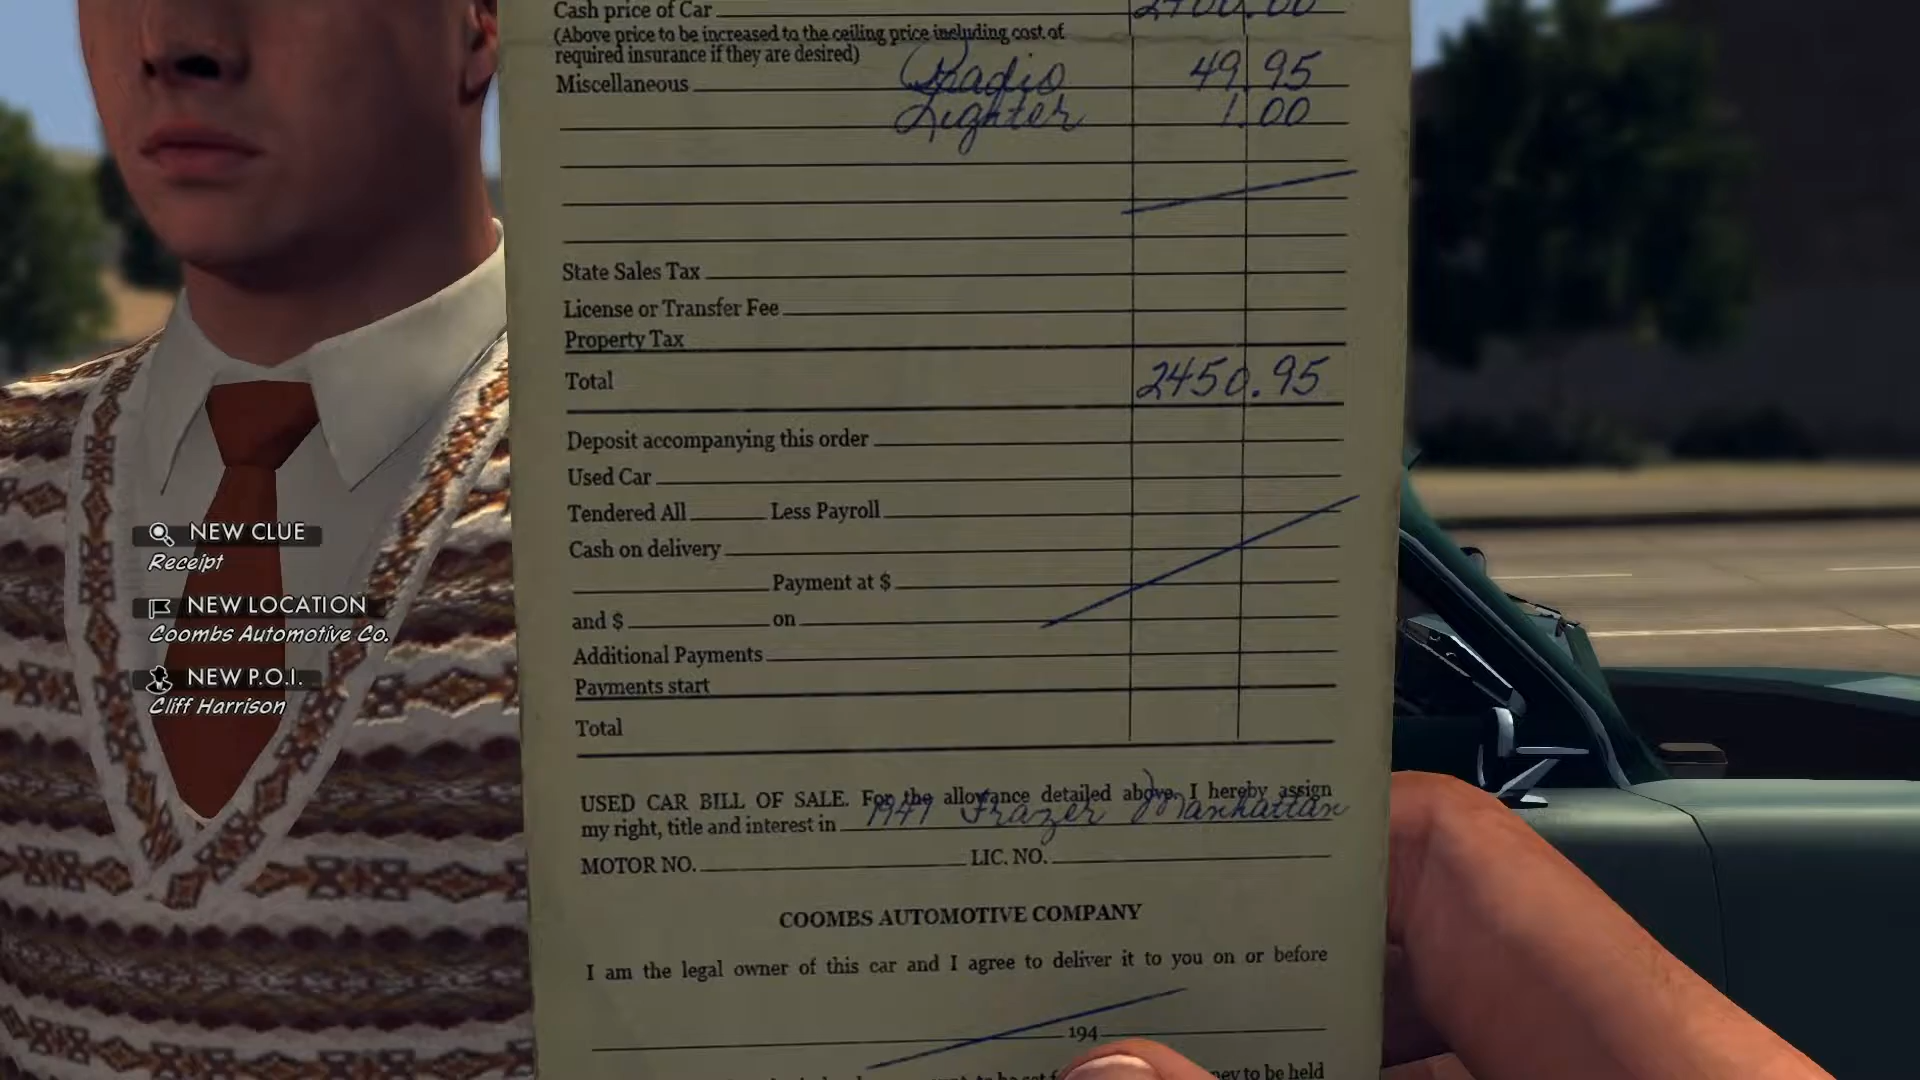 Cash price of Car 2400.00
(Above price to be increased to the ceiling price including cost of
required insurance if they are desired)
Miscellaneous Radio 49.95
Lighter 1.00
State Sales Tax
License or Transfer Fee
Property Tax
Total 2450.95
Deposit accompanying this order
Used Car
Tendered All Less Payroll
Cash on delivery
Payment at $
and $ on
Additional Payments
Payments start
Total
USED CAR BILL OF SALE. For the allowance detailed above, I hereby assign
my right, title and interest in 1947 Frazer Manhattan
MOTOR NO. LIC. NO.
COOMBS AUTOMOTIVE COMPANY
I am the legal owner of this car and I agree to deliver it to you on or before
194
ney to be held
NEW CLUE
Receipt
NEW LOCATION
Coombs Automotive Co.
NEW P.O.I.
Cliff Harrison